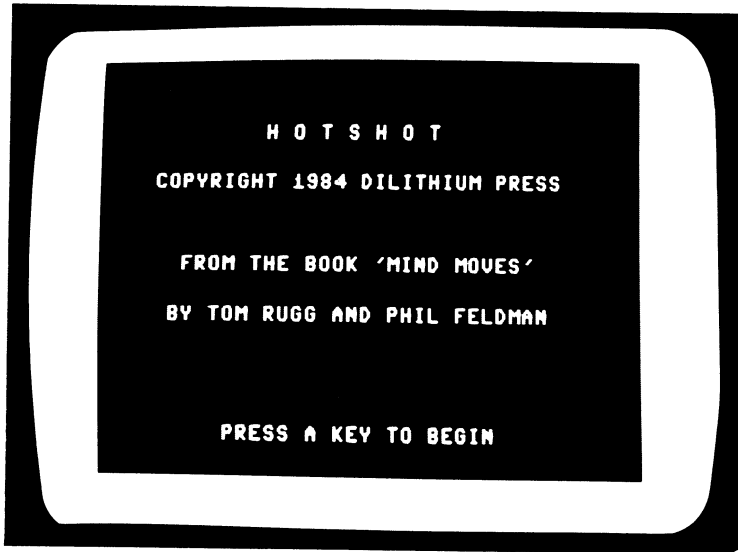 H O T S H O T
COPYRIGHT 1984 DILITHIUM PRESS
FROM THE BOOK 'MIND MOVES'
BY TOM RUGG AND PHIL FELDMAN
PRESS A KEY TO BEGIN